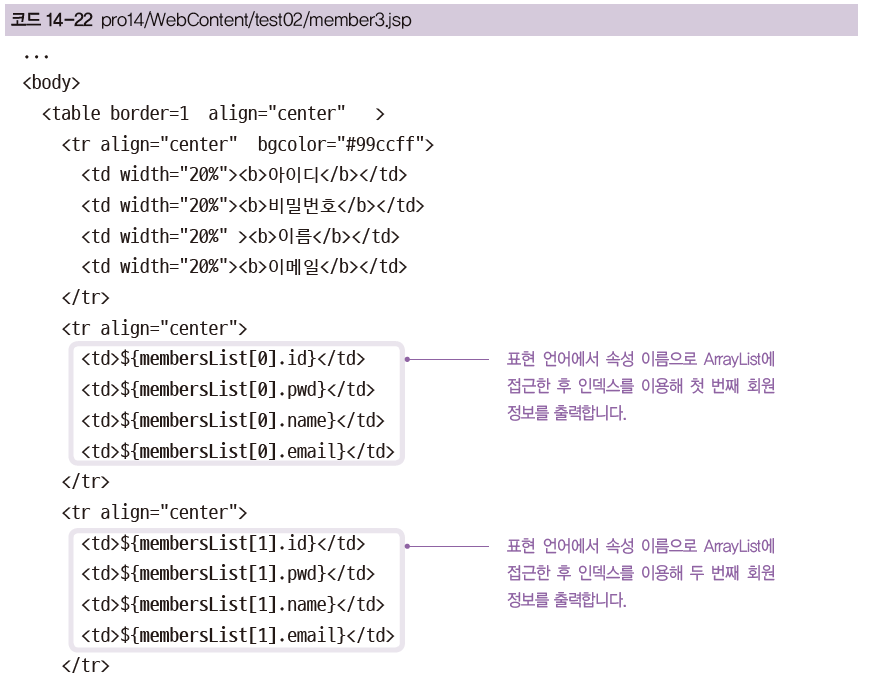 코드 14-22 pro14/WebContent/test02/member3.jsp
...
<body>
<table border=1  align="center"   >
<tr align="center"  bgcolor="#99ccff">
<td width="20%"><b>아이디</b></td>
<td width="20%"><b>비밀번호</b></td>
<td width="20%" ><b>이름</b></td>
<td width="20%"><b>이메일</b></td>
</tr>
<tr align="center">
<td>${membersList[0].id}</td>
<td>${membersList[0].pwd}</td>
<td>${membersList[0].name}</td>
<td>${membersList[0].email}</td>
표현 언어에서 속성 이름으로 ArrayList에
접근한 후 인덱스를 이용해 첫 번째 회원
정보를 출력합니다.
</tr>
<tr align="center">
<td>${membersList[1].id}</td>
<td>${membersList[1].pwd}</td>
<td>${membersList[1].name}</td>
<td>${membersList[1].email}</td>
표현 언어에서 속성 이름으로 ArrayList에
접근한 후 인덱스를 이용해 두 번째 회원
정보를 출력합니다.
</tr>